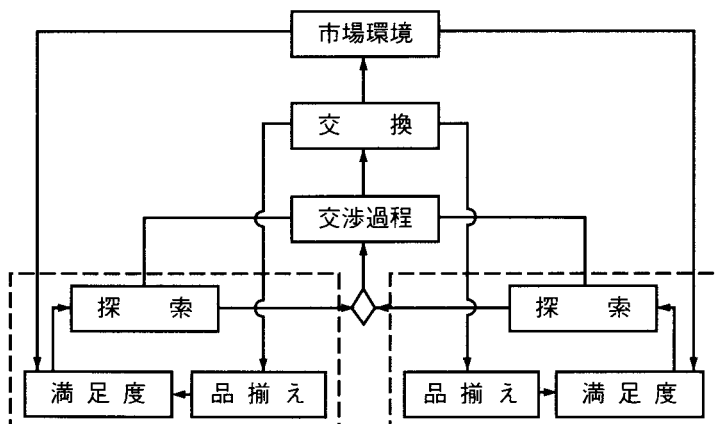 市場環境
交換
交渉過程
探索
探索
満足度
品揃え
品揃え
満足度